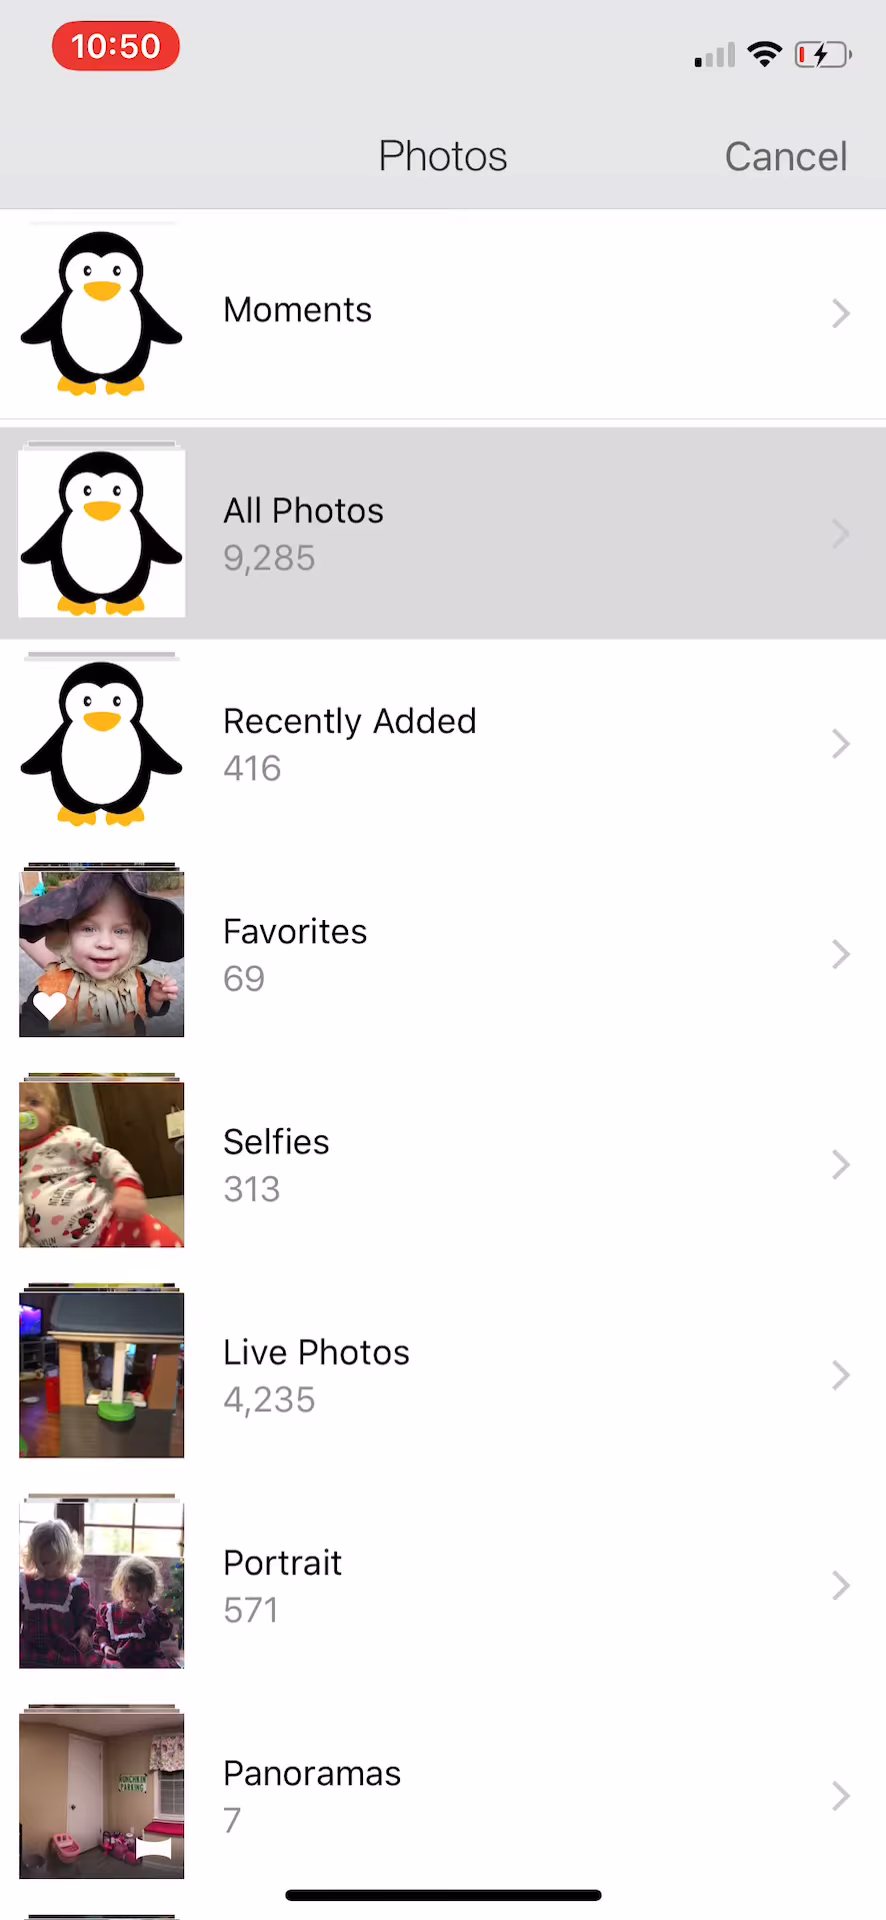 10:50
Photos
Cancel
Moments
All Photos
9,285
Recently Added
416
Favorites
69
Selfies
313
Live Photos
4,235
Portrait
571
Panoramas
7